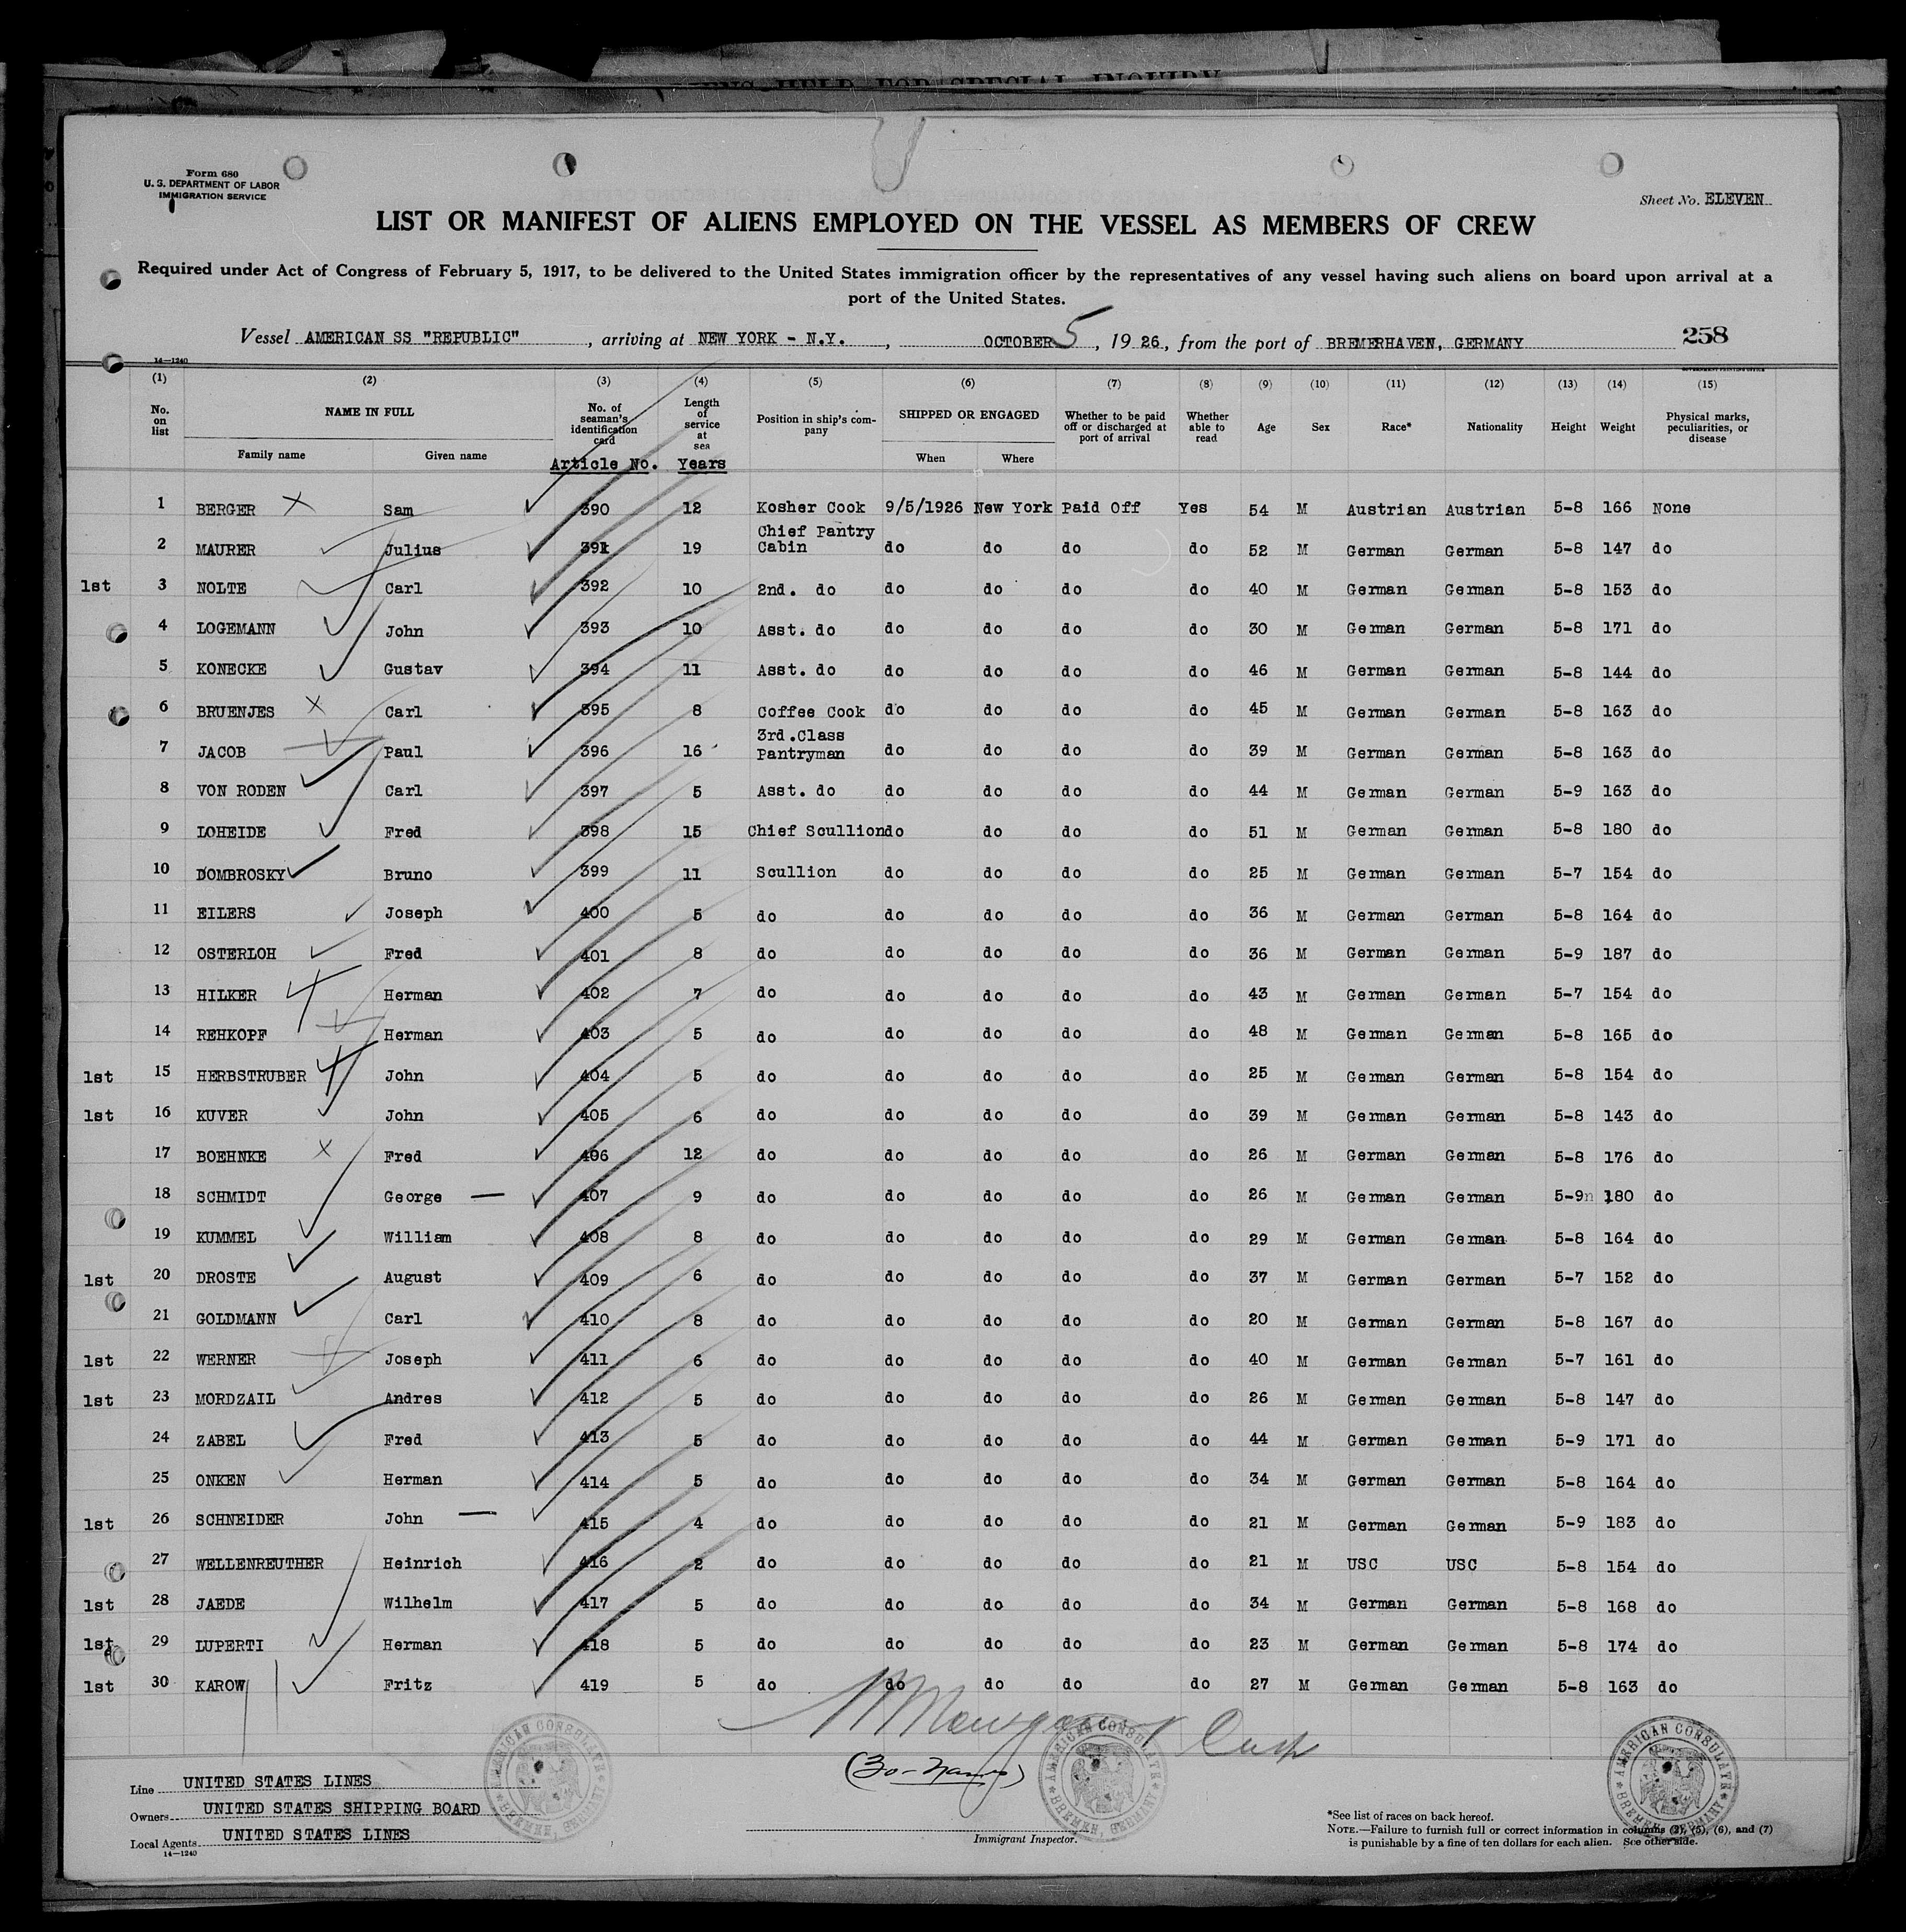 ENS HELD FOR SPECIAL INQUIRY
Form 680
U. S. DEPARTMENT OF LABOR
IMMIGRATION SERVICE
Sheet No. ELEVEN
LIST OR MANIFEST OF ALIENS EMPLOYED ON THE VESSEL AS MEMBERS OF CREW
Required under Act of Congress of February 5, 1917, to be delivered to the United States immigration officer by the representatives of any vessel having such aliens on board upon arrival at a
port of the United States.
Vessel AMERICAN SS "REPUBLIC", arriving at NEW YORK - N.Y., OCTOBER 5, 1926, from the port of BREMERHAVEN, GERMANY 258
14—1240
(1) (2) (3) (4) (5) (6) (7) (8) (9) (10) (11) (12) (13) (14) (15)
No. on list NAME IN FULL No. of seaman's identification card Length of service at sea Position in ship's company SHIPPED OR ENGAGED Whether to be paid off or discharged at port of arrival Whether able to read Age Sex Race* Nationality Height Weight Physical marks, peculiarities, or disease
Family name Given name Article No. Years When Where
1 BERGER Sam 390 12 Kosher Cook 9/5/1926 New York Paid Off Yes 54 M Austrian Austrian 5-8 166 None
2 MAURER Julius 391 19 Chief Pantry Cabin do do do do 52 M German German 5-8 147 do
1st 3 NOLTE Carl 392 10 2nd. do do do do do 40 M German German 5-8 153 do
4 LOGEMANN John 393 10 Asst. do do do do do 30 M German German 5-8 171 do
5 KONECKE Gustav 394 11 Asst. do do do do do 46 M German German 5-8 144 do
6 BRUENJES Carl 395 8 Coffee Cook do do do do 45 M German German 5-8 163 do
7 JACOB Paul 396 16 3rd.Class Pantryman do do do do 39 M German German 5-8 163 do
8 VON RODEN Carl 397 5 Asst. do do do do do 44 M German German 5-9 163 do
9 LOHEIDE Fred 398 15 Chief Scullion do do do do 51 M German German 5-8 180 do
10 DOMBROSKY Bruno 399 11 Scullion do do do do 25 M German German 5-7 154 do
11 EILERS Joseph 400 5 do do do do do 36 M German German 5-8 164 do
12 OSTERLOH Fred 401 8 do do do do do 36 M German German 5-9 187 do
13 HILKER Herman 402 7 do do do do do 43 M German German 5-7 154 do
14 REHKOPF Herman 403 5 do do do do do 48 M German German 5-8 165 do
1st 15 HERBSTRUBER John 404 5 do do do do do 25 M German German 5-8 154 do
1st 16 KUVER John 405 6 do do do do do 39 M German German 5-8 143 do
17 BOEHNKE Fred 406 12 do do do do do 26 M German German 5-8 176 do
18 SCHMIDT George — 407 9 do do do do do 26 M German German 5-9n 180 do
19 KUMMEL William 408 8 do do do do do 29 M German German 5-8 164 do
1st 20 DROSTE August 409 6 do do do do do 37 M German German 5-7 152 do
21 GOLDMANN Carl 410 8 do do do do do 20 M German German 5-8 167 do
1st 22 WERNER Joseph 411 6 do do do do do 40 M German German 5-7 161 do
1st 23 MORDZAIL Andres 412 5 do do do do do 26 M German German 5-8 147 do
24 ZABEL Fred 413 5 do do do do do 44 M German German 5-9 171 do
25 ONKEN Herman 414 5 do do do do do 34 M German German 5-8 164 do
1st 26 SCHNEIDER John — 415 4 do do do do do 21 M German German 5-9 183 do
27 WELLENREUTHER Heinrich 416 2 do do do do do 21 M USC USC 5-8 154 do
1st 28 JAEDE Wilhelm 417 5 do do do do do 34 M German German 5-8 168 do
1st 29 LUPERTI Herman 418 5 do do do do do 23 M German German 5-8 174 do
1st 30 KAROW Fritz 419 5 do do do do do 27 M German German 5-8 163 do
AMERICAN CONSULATE BREMEN, GERMANY
AMERICAN CONSULATE BREMEN, GERMANY
AMERICAN CONSULATE BREMEN, GERMANY
(30-Names)
Line UNITED STATES LINES
Owners UNITED STATES SHIPPING BOARD
Local Agents UNITED STATES LINES
14—1240
Immigrant Inspector.
*See list of races on back hereof.
NOTE.—Failure to furnish full or correct information in columns (2), (5), (6), and (7)
is punishable by a fine of ten dollars for each alien. See other side.